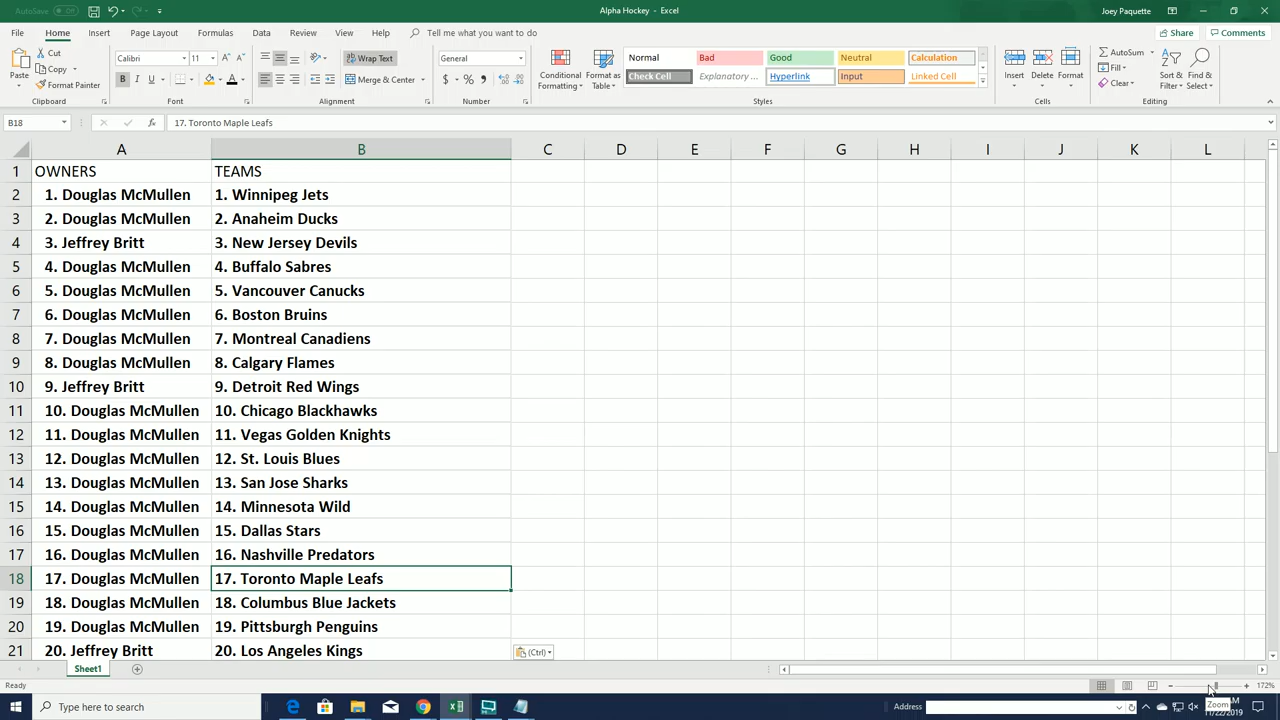 AutoSave Off Alpha Hockey - Excel Joey Paquette
File Home Insert Page Layout Formulas Data Review View Help Tell me what you want to do Share Comments
Paste Cut Copy Format Painter Clipboard
Calibri 11 B I U A Font
Wrap Text Merge & Center Alignment
General $ % Number
Conditional Formatting Format as Table
Normal Bad Good Neutral Calculation
Check Cell Explanatory ... Hyperlink Input Linked Cell
Styles
Insert Delete Format Cells
AutoSum Fill Clear Sort & Filter Find & Select Editing
B18 fx 17. Toronto Maple Leafs
A B C D E F G H I J K L
1 OWNERS TEAMS
2 1. Douglas McMullen 1. Winnipeg Jets
3 2. Douglas McMullen 2. Anaheim Ducks
4 3. Jeffrey Britt 3. New Jersey Devils
5 4. Douglas McMullen 4. Buffalo Sabres
6 5. Douglas McMullen 5. Vancouver Canucks
7 6. Douglas McMullen 6. Boston Bruins
8 7. Douglas McMullen 7. Montreal Canadiens
9 8. Douglas McMullen 8. Calgary Flames
10 9. Jeffrey Britt 9. Detroit Red Wings
11 10. Douglas McMullen 10. Chicago Blackhawks
12 11. Douglas McMullen 11. Vegas Golden Knights
13 12. Douglas McMullen 12. St. Louis Blues
14 13. Douglas McMullen 13. San Jose Sharks
15 14. Douglas McMullen 14. Minnesota Wild
16 15. Douglas McMullen 15. Dallas Stars
17 16. Douglas McMullen 16. Nashville Predators
18 17. Douglas McMullen 17. Toronto Maple Leafs
19 18. Douglas McMullen 18. Columbus Blue Jackets
20 19. Douglas McMullen 19. Pittsburgh Penguins
21 20. Jeffrey Britt 20. Los Angeles Kings
(Ctrl)
Sheet1
Ready 172%
Zoom
Type here to search Address